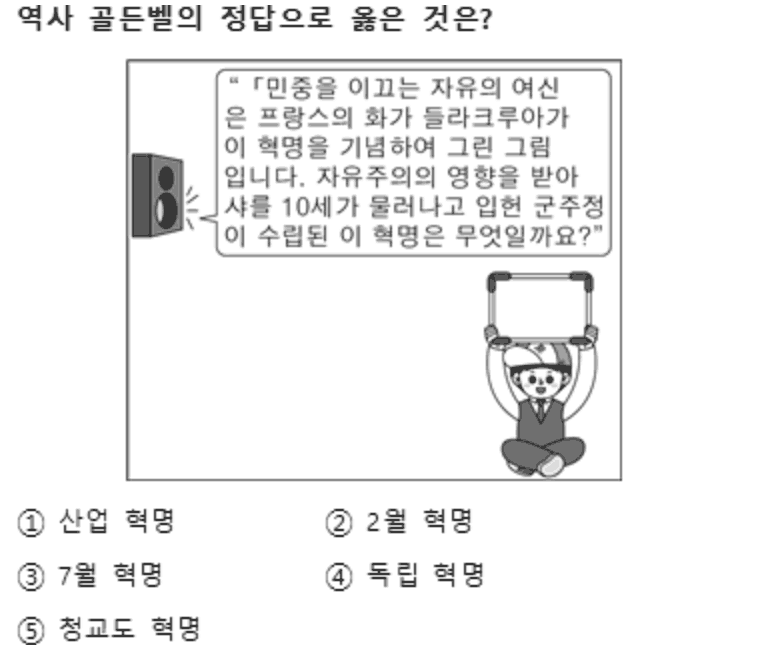 역사 골든벨의 정답으로 옳은 것은?
“「민중을 이끄는 자유의 여신
은 프랑스의 화가 들라크루아가
이 혁명을 기념하여 그린 그림
입니다. 자유주의의 영향을 받아
샤를 10세가 물러나고 입헌 군주정
이 수립된 이 혁명은 무엇일까요?”
① 산업 혁명 ② 2월 혁명
③ 7월 혁명 ④ 독립 혁명
⑤ 청교도 혁명